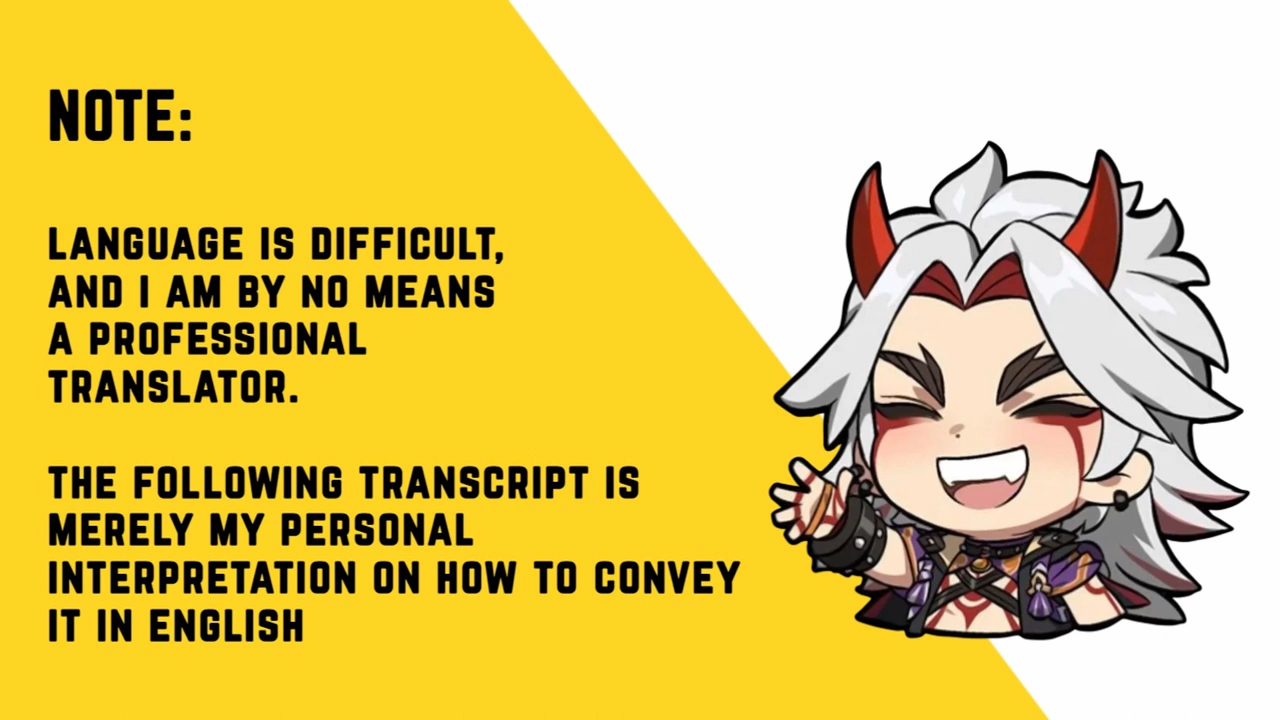 NOTE:
LANGUAGE IS DIFFICULT,
AND I AM BY NO MEANS
A PROFESSIONAL
TRANSLATOR.
THE FOLLOWING TRANSCRIPT IS
MERELY MY PERSONAL
INTERPRETATION ON HOW TO CONVEY
IT IN ENGLISH